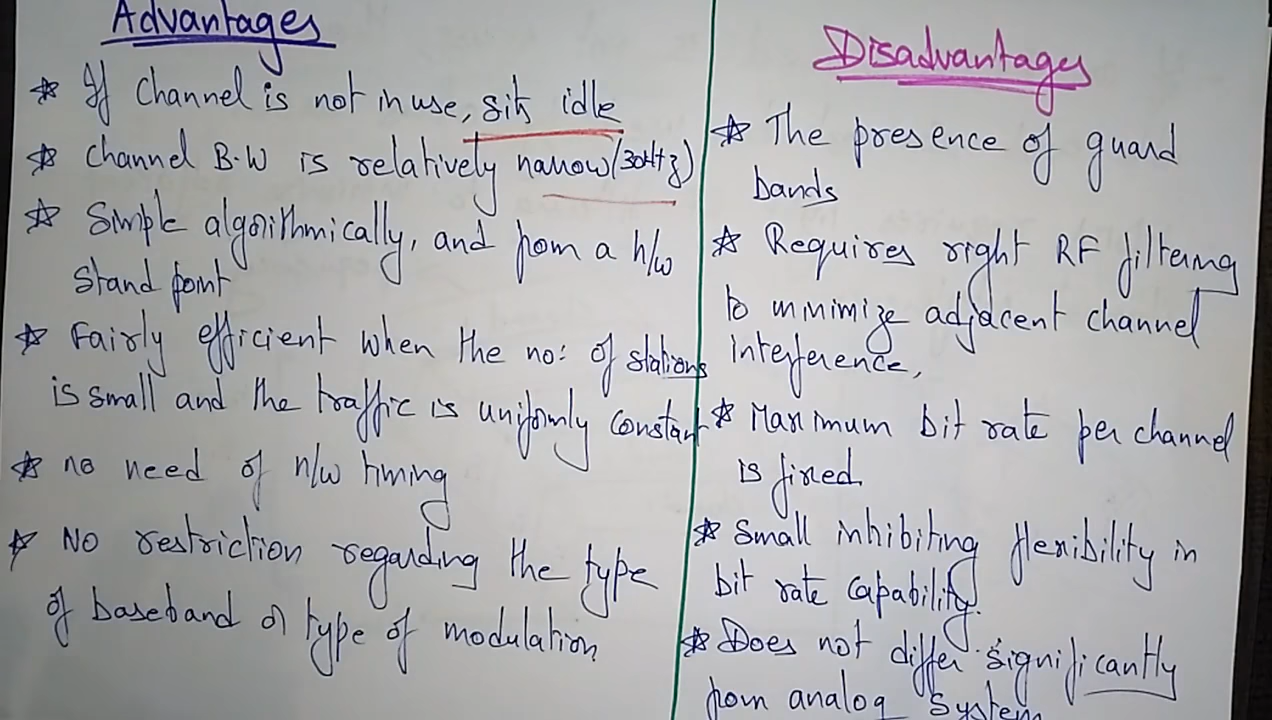 Advantages
* If Channel is not in use, sits idle
* Channel B.W is relatively narrow (30Hz)
* Simple algorithmically, and from a h/w
stand point
* Fairly efficient when the no: of stations
is small and the traffic is uniformly constant
* no need of n/w timing
* No restriction regarding the type
of baseband or type of modulation
Disadvantages
* The presence of guard
bands
* Requires right RF filtering
to minimize adjacent channel
interference,
* Maximum bit rate per channel
is fixed.
* Small inhibiting flexibility in
bit rate capability.
* Does not differ significantly
from analog system